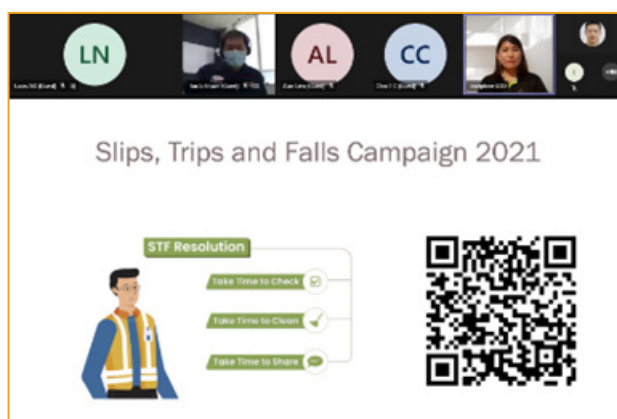 LN
AL
CC
Slips, Trips and Falls Campaign 2021
STF Resolution
Take Time to Check
Take Time to Clean
Take Time to Share